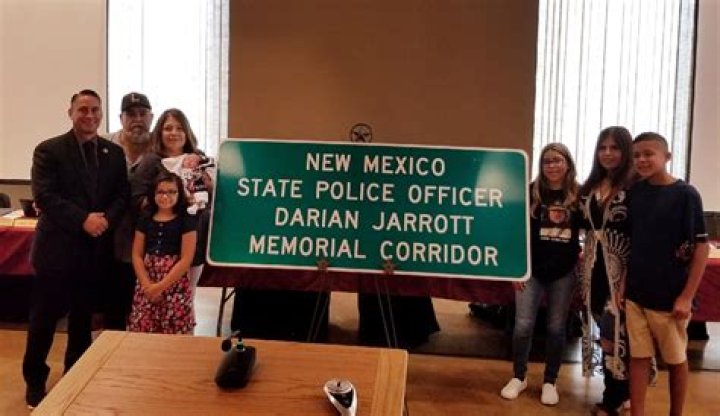 NEW MEXICO
STATE POLICE OFFICER
DARIAN JARROTT
MEMORIAL CORRIDOR